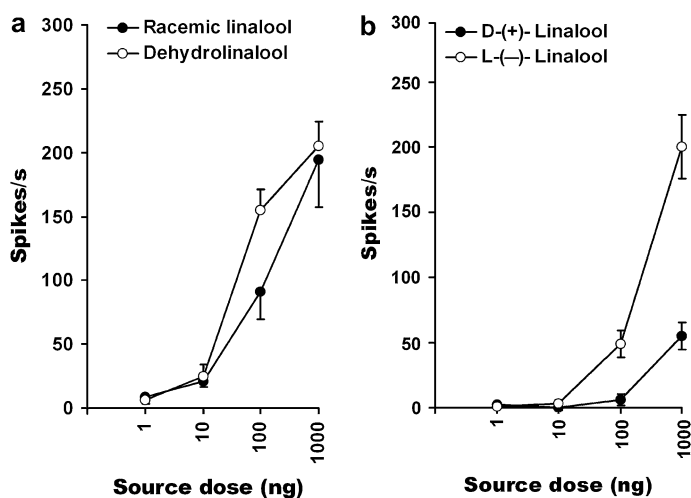 a
Racemic linalool
Dehydrolinalool
Spikes/s
300
250
200
150
100
50
0
1
10
100
1000
Source dose (ng)
b
D-(+)- Linalool
L-(—)- Linalool
Spikes/s
300
250
200
150
100
50
0
1
10
100
1000
Source dose (ng)